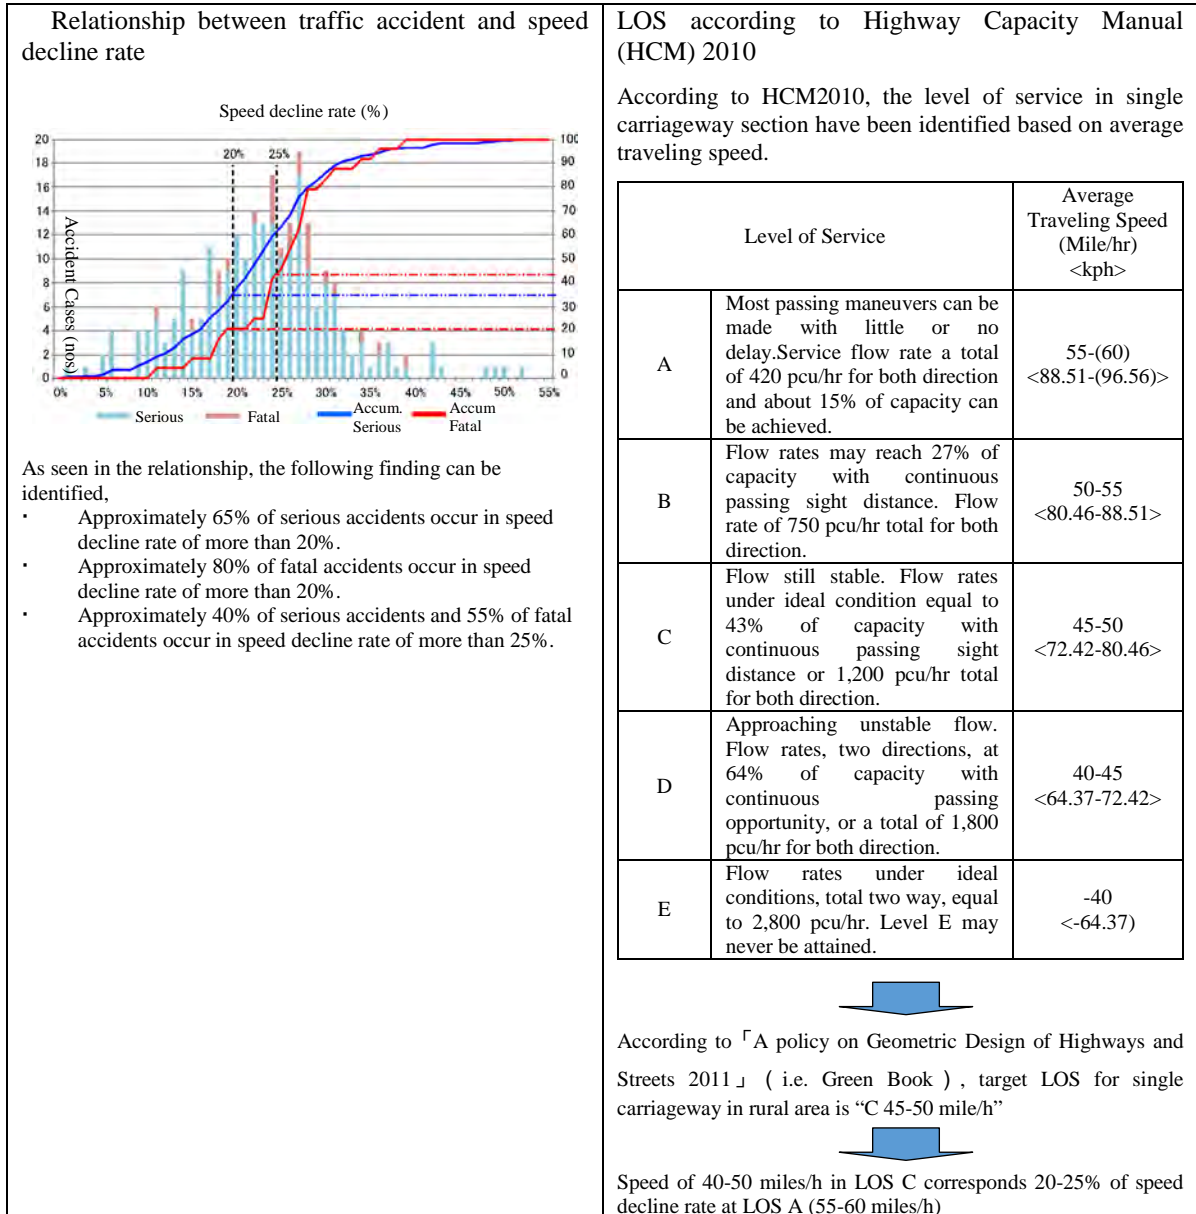 Relationship between traffic accident and speed
decline rate
Speed decline rate (%)
20
18
16
14
12
10
8
6
4
2
0
Accident Cases (nos)
20%
25%
100
90
80
70
60
50
40
30
20
10
0
0%
5%
10%
15%
20%
25%
30%
35%
40%
45%
50%
55%
Serious
Fatal
Accum.
Serious
Accum
Fatal
As seen in the relationship, the following finding can be
identified,
· Approximately 65% of serious accidents occur in speed
decline rate of more than 20%.
· Approximately 80% of fatal accidents occur in speed
decline rate of more than 20%.
· Approximately 40% of serious accidents and 55% of fatal
accidents occur in speed decline rate of more than 25%.
LOS according to Highway Capacity Manual
(HCM) 2010
According to HCM2010, the level of service in single
carriageway section have been identified based on average
traveling speed.
Level of Service
Average
Traveling Speed
(Mile/hr)
<kph>
A
Most passing maneuvers can be
made with little or no
delay.Service flow rate a total
of 420 pcu/hr for both direction
and about 15% of capacity can
be achieved.
55-(60)
<88.51-(96.56)>
B
Flow rates may reach 27% of
capacity with continuous
passing sight distance. Flow
rate of 750 pcu/hr total for both
direction.
50-55
<80.46-88.51>
C
Flow still stable. Flow rates
under ideal condition equal to
43% of capacity with
continuous passing sight
distance or 1,200 pcu/hr total
for both direction.
45-50
<72.42-80.46>
D
Approaching unstable flow.
Flow rates, two directions, at
64% of capacity with
continuous passing
opportunity, or a total of 1,800
pcu/hr for both direction.
40-45
<64.37-72.42>
E
Flow rates under ideal
conditions, total two way, equal
to 2,800 pcu/hr. Level E may
never be attained.
-40
<-64.37)
According to「A policy on Geometric Design of Highways and
Streets 2011」( i.e. Green Book ) , target LOS for single
carriageway in rural area is “C 45-50 mile/h”
Speed of 40-50 miles/h in LOS C corresponds 20-25% of speed
decline rate at LOS A (55-60 miles/h)